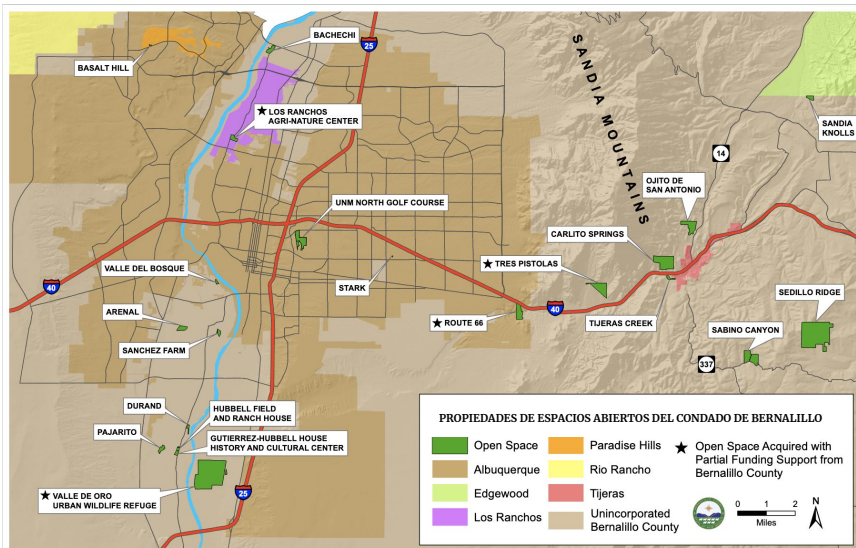 BACHECHI
25
BASALT HILL
SANDIA MOUNTAINS
★ LOS RANCHOS
AGRI-NATURE CENTER
SANDIA
KNOLLS
14
OJITO DE
SAN ANTONIO
UNM NORTH GOLF COURSE
CARLITO SPRINGS
VALLE DEL BOSQUE
★ TRES PISTOLAS
40
STARK
SEDILLO RIDGE
ARENAL
40
★ ROUTE 66
TIJERAS CREEK
SABINO CANYON
SANCHEZ FARM
337
DURAND
HUBBELL FIELD
AND RANCH HOUSE
PAJARITO
GUTIERREZ-HUBBELL HOUSE
HISTORY AND CULTURAL CENTER
★ VALLE DE ORO
URBAN WILDLIFE REFUGE
25
PROPIEDADES DE ESPACIOS ABIERTOS DEL CONDADO DE BERNALILLO
Open Space
Albuquerque
Edgewood
Los Ranchos
Paradise Hills
Rio Rancho
Tijeras
Unincorporated
Bernalillo County
★ Open Space Acquired with
Partial Funding Support from
Bernalillo County
0 1 2
Miles
N